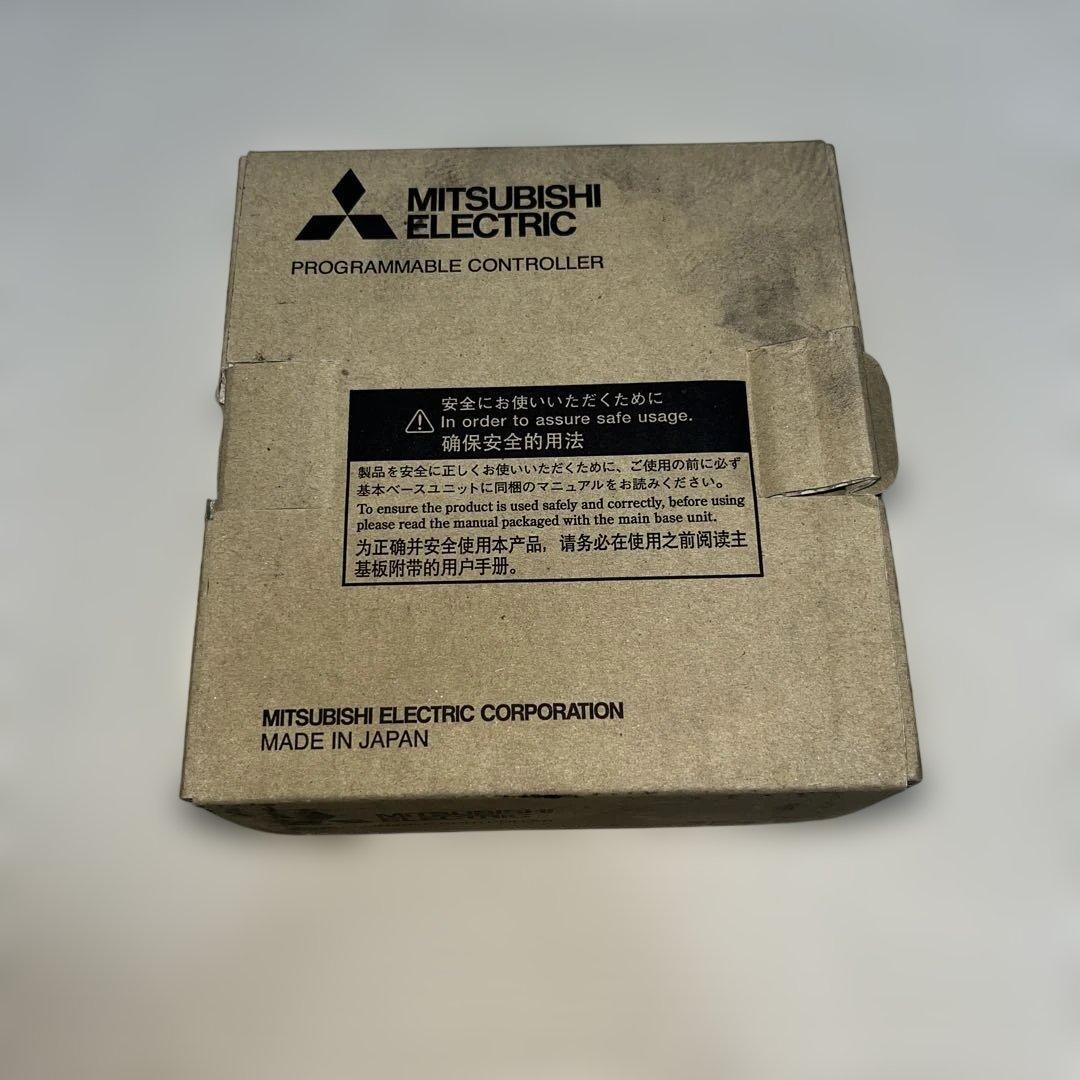 MITSUBISHI
ELECTRIC
PROGRAMMABLE CONTROLLER
安全にお使いいただくために
In order to assure safe usage.
确保安全的用法
製品を安全に正しくお使いいただくために、ご使用の前に必ず
基本ベースユニットに同梱のマニュアルをお読みください。
To ensure the product is used safely and correctly, before using
please read the manual packaged with the main base unit.
为正确并安全使用本产品，请务必在使用之前阅读主
基板附带的用户手册。
MITSUBISHI ELECTRIC CORPORATION
MADE IN JAPAN
MITSUBISHI
ELECTRIC